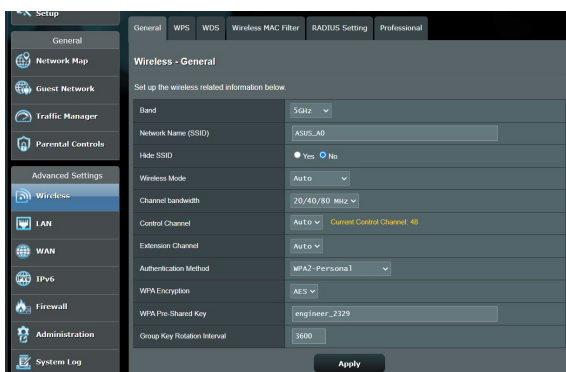 Setup
General
Network Map
Guest Network
Traffic Manager
Parental Controls
Advanced Settings
Wireless
LAN
WAN
IPv6
Firewall
Administration
System Log
General WPS WDS Wireless MAC Filter RADIUS Setting Professional
Wireless - General
Set up the wireless related information below.
Band 5GHz
Network Name (SSID) ASUS_A0
Hide SSID Yes No
Wireless Mode Auto
Channel bandwidth 20/40/80 MHz
Control Channel Auto Current Control Channel: 48
Extension Channel Auto
Authentication Method WPA2-Personal
WPA Encryption AES
WPA Pre-Shared Key engineer_2329
Group Key Rotation Interval 3600
Apply